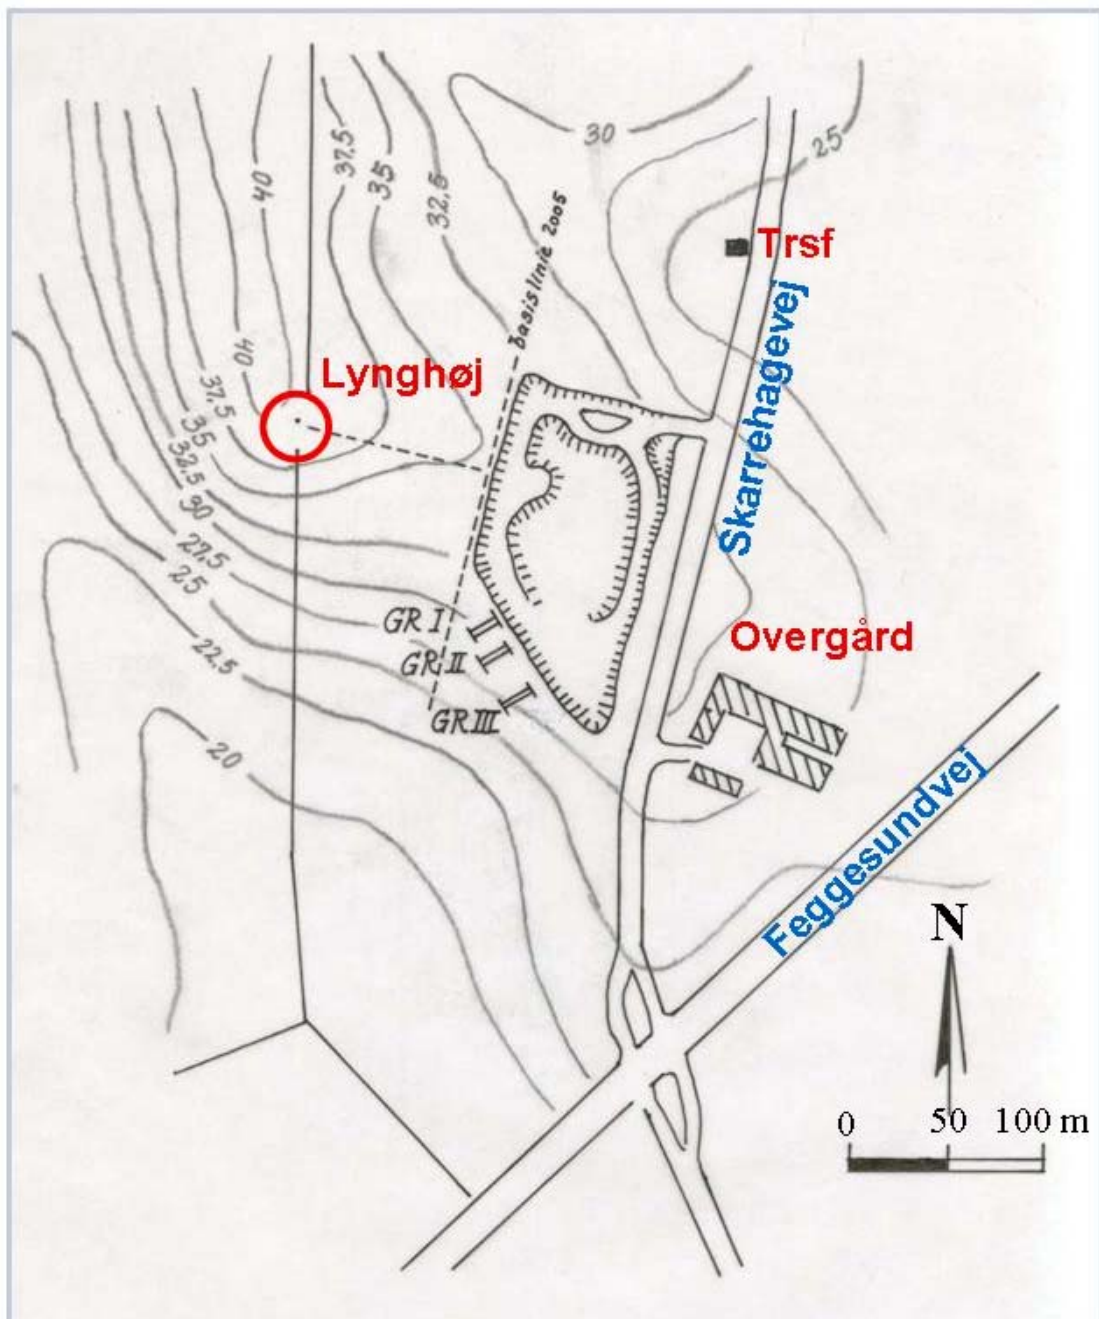 30
25
40
37.5
35
32.5
basislinie 2005
Trsf
Skarrehagevej
40
37.5
35
32.5
90
27.5
25
22.5
20
Lynghøj
GR I
GR II
GR III
Overgård
Feggesundvej
N
0 50 100 m